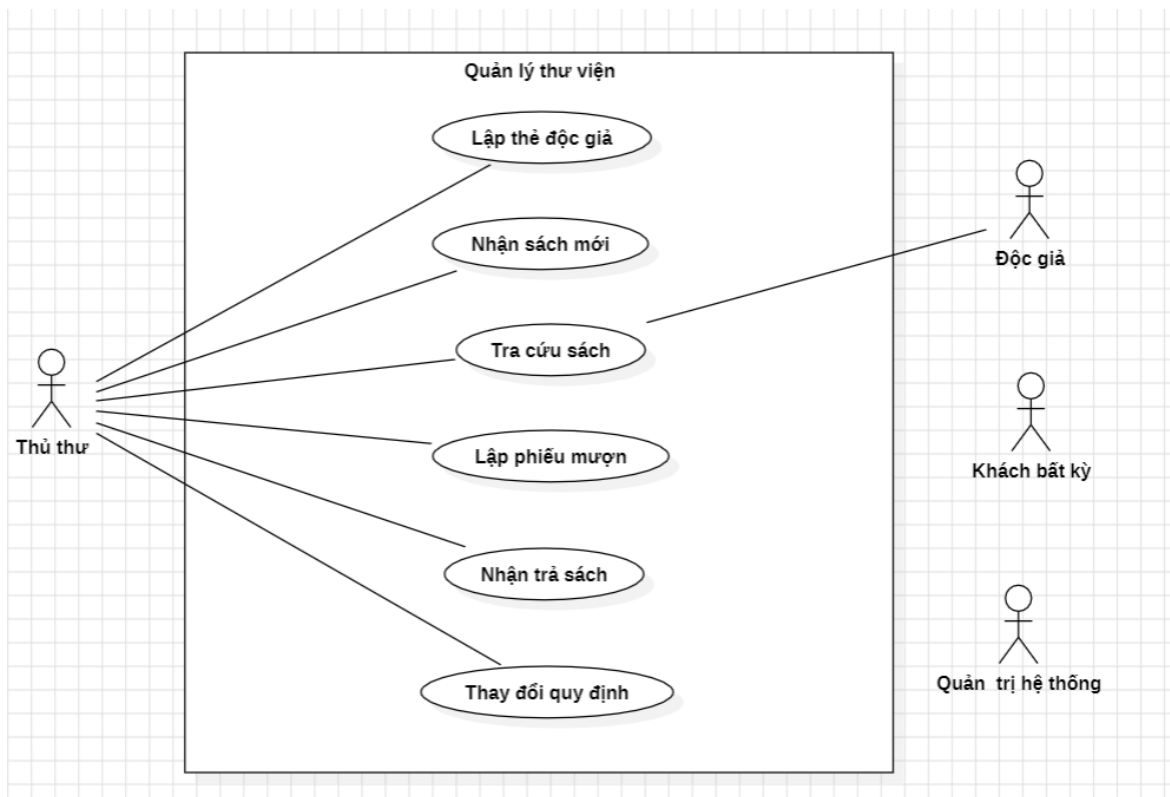 Quản lý thư viện
Lập thẻ độc giả
Nhận sách mới
Độc giả
Tra cứu sách
Thủ thư
Lập phiếu mượn
Khách bất kỳ
Nhận trả sách
Thay đổi quy định
Quản trị hệ thống